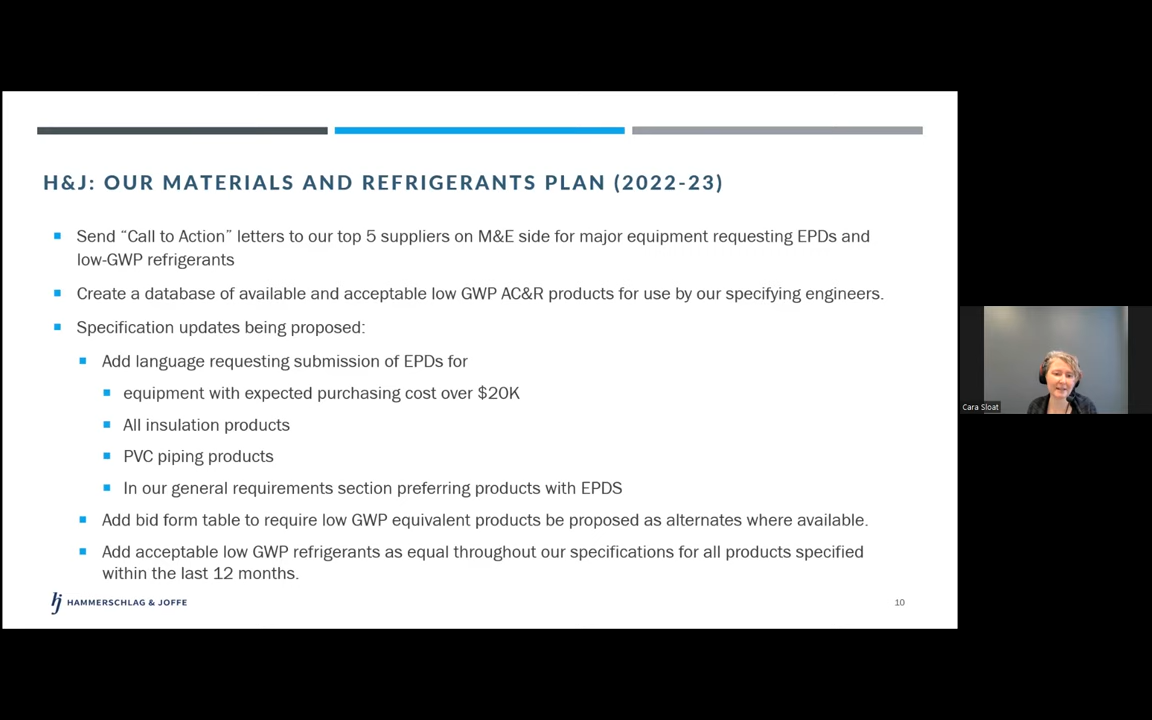 H&J: OUR MATERIALS AND REFRIGERANTS PLAN (2022-23)
Send “Call to Action” letters to our top 5 suppliers on M&E side for major equipment requesting EPDs and
low-GWP refrigerants
Create a database of available and acceptable low GWP AC&R products for use by our specifying engineers.
Specification updates being proposed:
Add language requesting submission of EPDs for
equipment with expected purchasing cost over $20K
All insulation products
PVC piping products
In our general requirements section preferring products with EPDS
Add bid form table to require low GWP equivalent products be proposed as alternates where available.
Add acceptable low GWP refrigerants as equal throughout our specifications for all products specified
within the last 12 months.
hj HAMMERSCHLAG & JOFFE
10
Cara Sloat